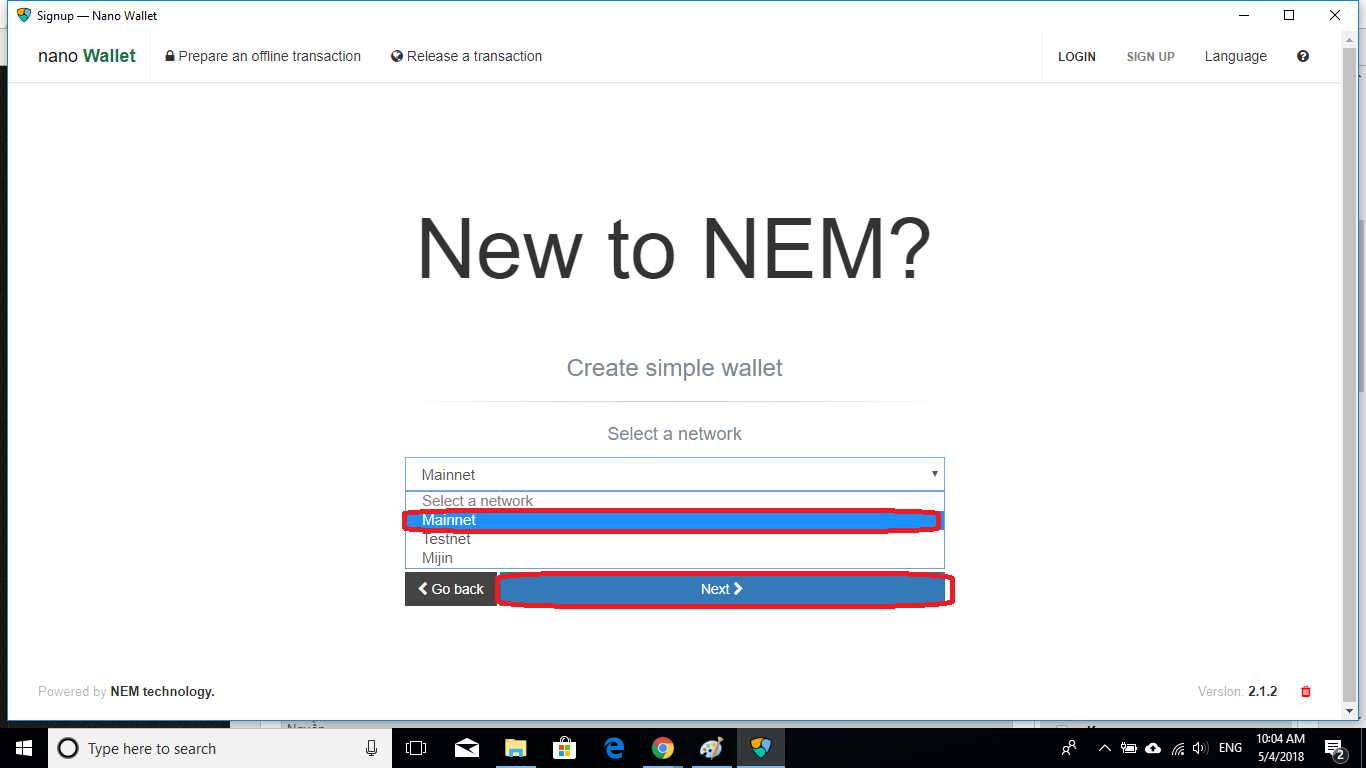 Signup — Nano Wallet
nano Wallet
Prepare an offline transaction
Release a transaction
LOGIN
SIGN UP
Language
New to NEM?
Create simple wallet
Select a network
Mainnet
Select a network
Mainnet
Testnet
Mijin
Go back
Next
Powered by NEM technology.
Version: 2.1.2
Type here to search
ENG
10:04 AM
5/4/2018
2